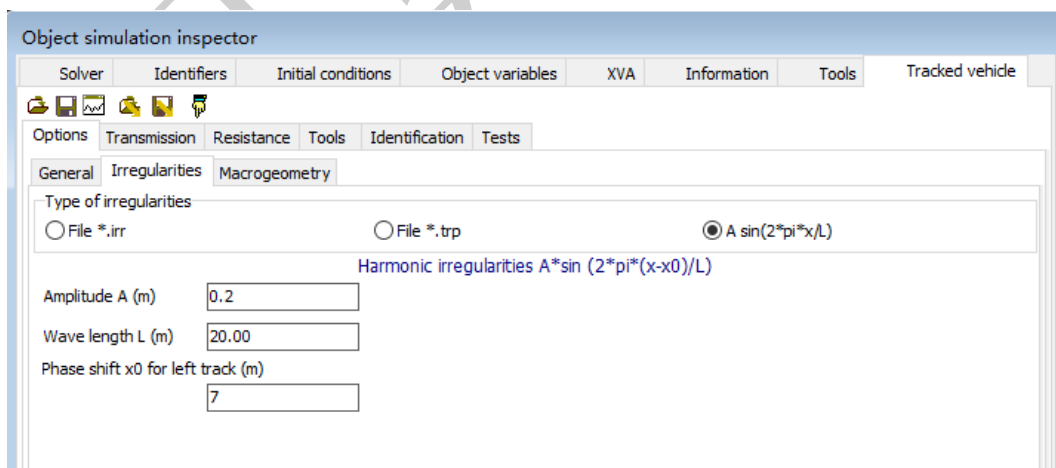 Object simulation inspector
Solver Identifiers Initial conditions Object variables XVA Information Tools Tracked vehicle
Options Transmission Resistance Tools Identification Tests
General Irregularities Macrogeometry
Type of irregularities
File *.irr File *.trp A sin(2*pi*x/L)
Harmonic irregularities A*sin (2*pi*(x-x0)/L)
Amplitude A (m) 0.2
Wave length L (m) 20.00
Phase shift x0 for left track (m)
7